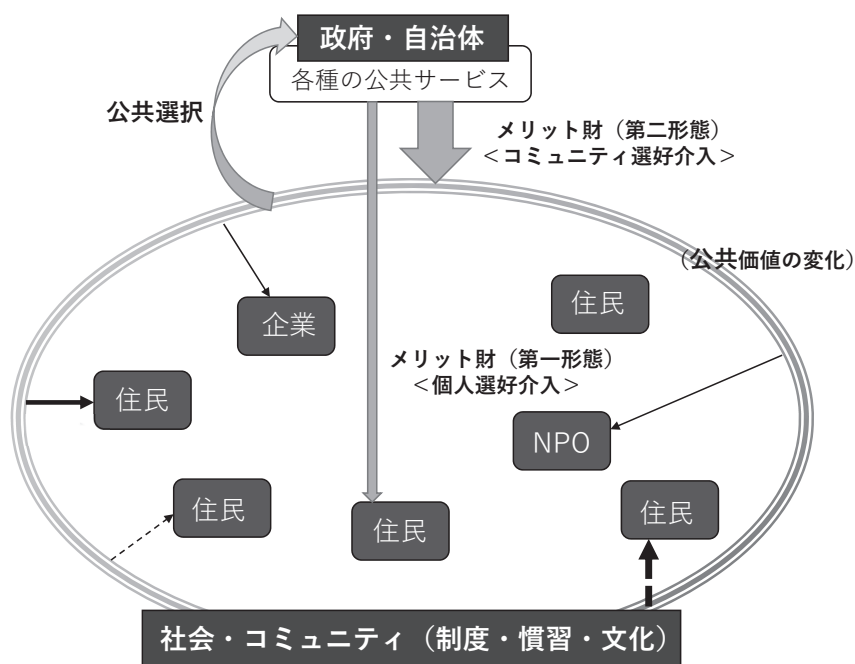 政府・自治体
各種の公共サービス
公共選択
メリット財（第二形態）
＜コミュニティ選好介入＞
（公共価値の変化）
住民
企業
メリット財（第一形態）
＜個人選好介入＞
住民
NPO
住民
住民
住民
社会・コミュニティ（制度・慣習・文化）